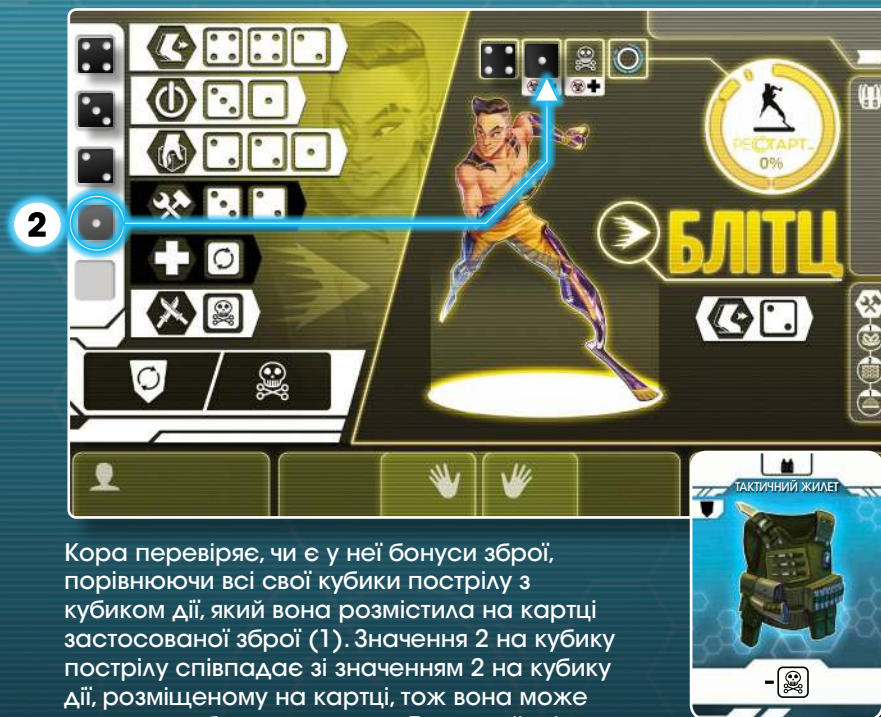 РЕСТАРТ
0%
2
БЛІТЦ
ТАКТИЧНИЙ ЖИЛЕТ
Кора перевіряє, чи є у неї бонуси зброї,
порівнюючи всі свої кубики пострілу з
кубиком дії, який вона розмістила на картці
застосованої зброї (1). Значення 2 на кубику
пострілу співпадає зі значенням 2 на кубику
дії, розміщеному на картці, тож вона може
-